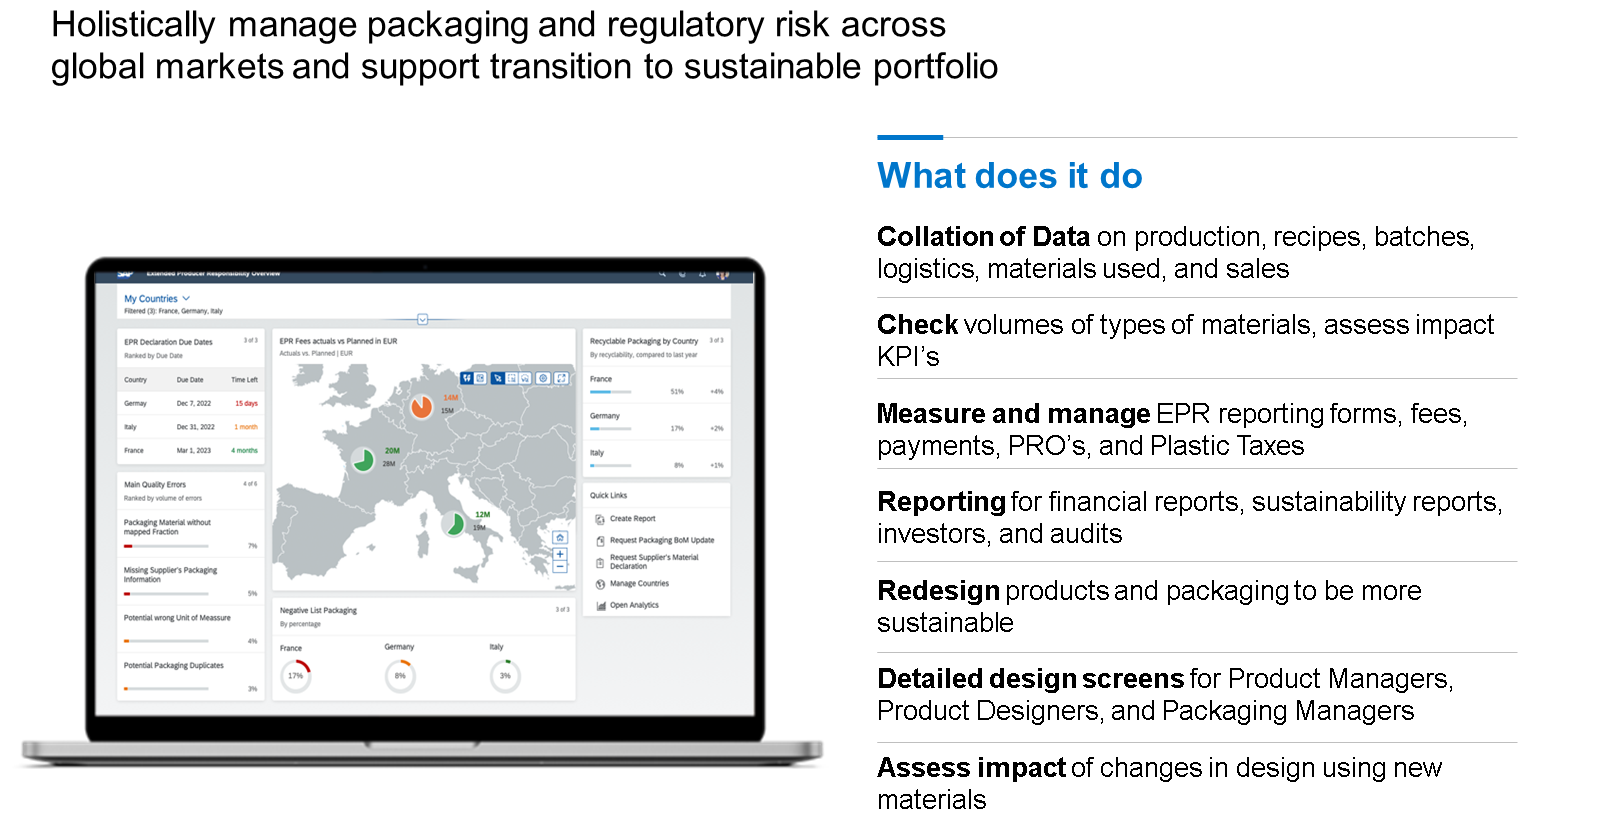 Holistically manage packaging and regulatory risk across
global markets and support transition to sustainable portfolio
What does it do
Collation of Data on production, recipes, batches,
logistics, materials used, and sales
Check volumes of types of materials, assess impact
KPI's
Measure and manage EPR reporting forms, fees,
payments, PRO's, and Plastic Taxes
Reporting for financial reports, sustainability reports,
investors, and audits
Redesign products and packaging to be more
sustainable
Detailed design screens for Product Managers,
Product Designers, and Packaging Managers
Assess impact of changes in design using new
materials
SAP Extended Producer Responsibility Overview
My Countries
Filtered (3): France, Germany, Italy
EPR Declaration Due Dates 3 of 3
Ranked by Due Date
Country Due Date Time Left
Germay Dec 7, 2022 15 days
Italy Dec 31, 2022 1 month
France Mar 1, 2023 4 months
Main Quality Errors 4 of 6
Ranked by volume of errors
Packaging Material without
mapped Fraction
7%
Missing Supplier's Packaging
Information
5%
Potential wrong Unit of Meassure
4%
Potential Packaging Duplicates
3%
EPR Fees actuals vs Planned in EUR
Actuals vs. Planned | EUR
14M
15M
20M
28M
12M
19M
Negative List Packaging 3 of 3
By percentage
France Germany Italy
17% 8% 3%
Recyclable Packaging by Country 3 of 3
By recyclability, compared to last year
France
51% +4%
Germany
17% +2%
Italy
8% +1%
Quick Links
Create Report
Request Packaging BoM Update
Request Supplier's Material
Declaration
Manage Countries
Open Analytics